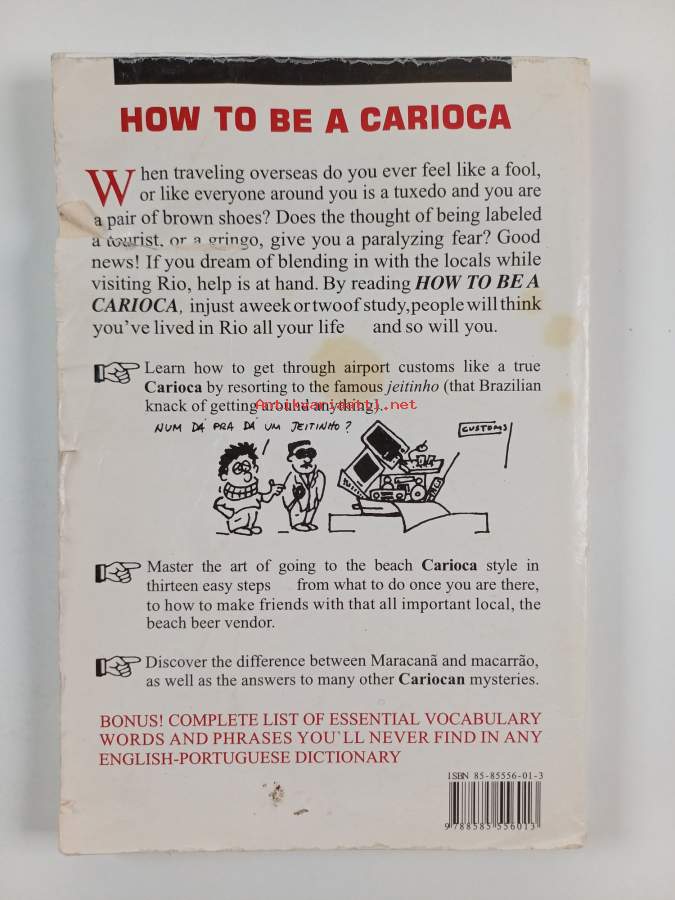 HOW TO BE A CARIOCA
When traveling overseas do you ever feel like a fool,
or like everyone around you is a tuxedo and you are
a pair of brown shoes? Does the thought of being labeled
a tourist, or a gringo, give you a paralyzing fear? Good
news! If you dream of blending in with the locals while
visiting Rio, help is at hand. By reading HOW TO BE A
CARIOCA, injust a week or two of study, people will think
you've lived in Rio all your life and so will you.
Learn how to get through airport customs like a true
Carioca by resorting to the famous jeitinho (that Brazilian
knack of getting around anything)...
Antikvariaatti.net
NUM DÁ PRA DÁ UM JEITINHO?
CUSTOMS
Master the art of going to the beach Carioca style in
thirteen easy steps from what to do once you are there,
to how to make friends with that all important local, the
beach beer vendor.
Discover the difference between Maracanã and macarrão,
as well as the answers to many other Cariocan mysteries.
BONUS! COMPLETE LIST OF ESSENTIAL VOCABULARY
WORDS AND PHRASES YOU`LL NEVER FIND IN ANY
ENGLISH-PORTUGUESE DICTIONARY
ISBN 85-85556-01-3
9 788585 556013